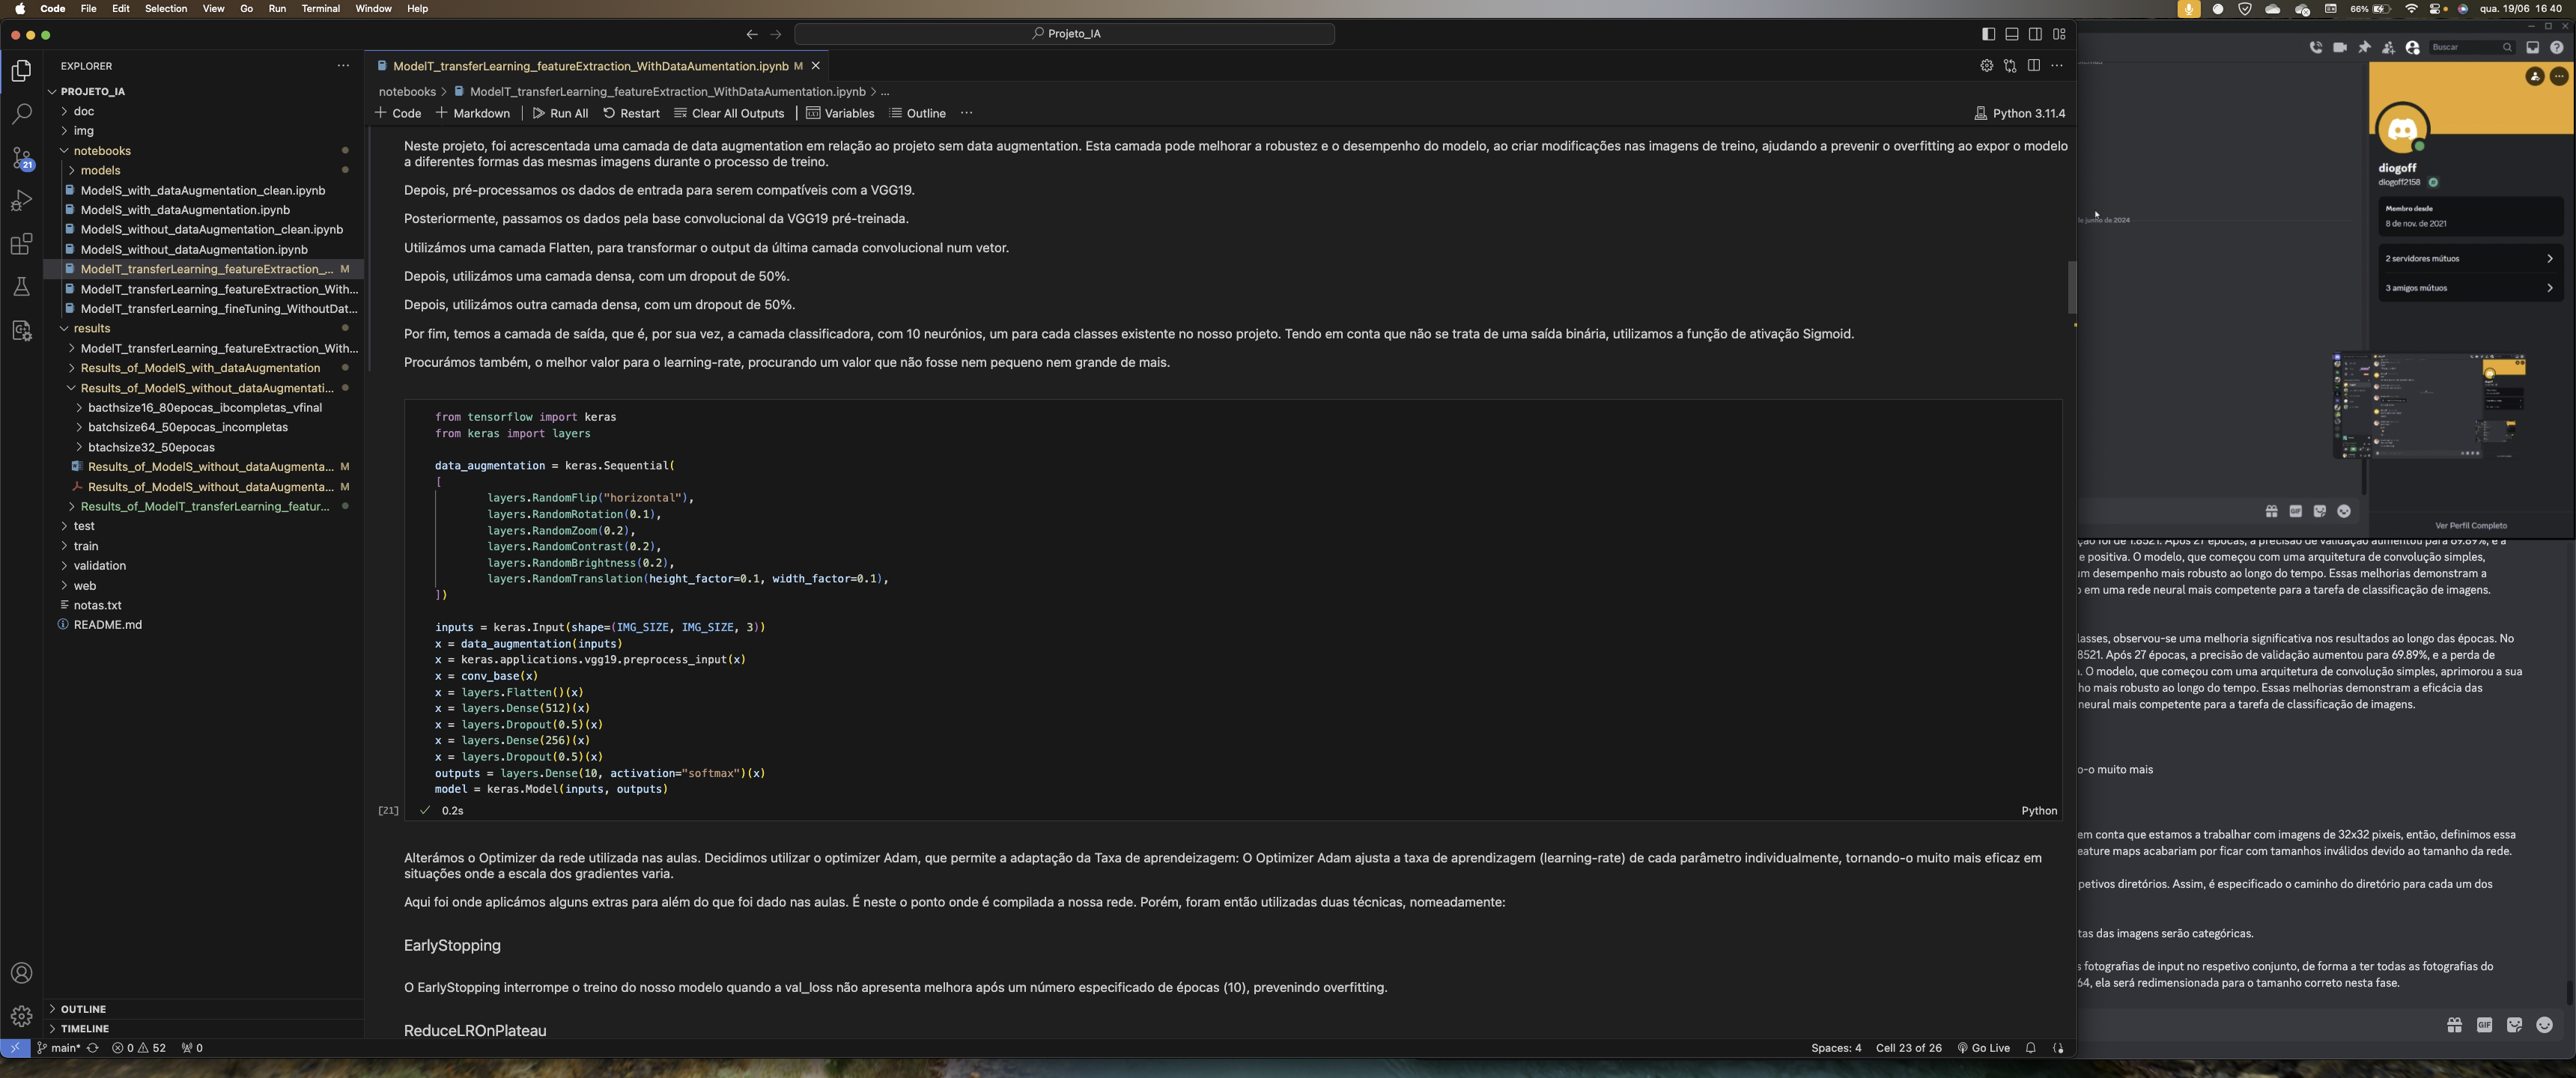 Code File Edit Selection View Go Run Terminal Window Help
66% qua. 19/06 16 40
Projeto_IA
EXPLORER
PROJETO_IA
doc
img
notebooks
models
ModelS_with_dataAugmentation_clean.ipynb
ModelS_with_dataAugmentation.ipynb
ModelS_without_dataAugmentation_clean.ipynb
ModelS_without_dataAugmentation.ipynb
ModelT_transferLearning_featureExtraction_... M
ModelT_transferLearning_featureExtraction_With...
ModelT_transferLearning_fineTuning_WithoutDat...
results
ModelT_transferLearning_featureExtraction_With...
Results_of_ModelS_with_dataAugmentation
Results_of_ModelS_without_dataAugmentati...
bacthsize16_80epocas_ibcompletas_vfinal
batchsize64_50epocas_incompletas
btachsize32_50epocas
Results_of_ModelS_without_dataAugmenta... M
Results_of_ModelS_without_dataAugmenta... M
Results_of_ModelT_transferLearning_featur...
test
train
validation
web
notas.txt
README.md
OUTLINE
TIMELINE
21
ModelT_transferLearning_featureExtraction_WithDataAumentation.ipynb M
notebooks > ModelT_transferLearning_featureExtraction_WithDataAumentation.ipynb > ...
+ Code + Markdown | Run All Restart Clear All Outputs | Variables Outline ... Python 3.11.4
Neste projeto, foi acrescentada uma camada de data augmentation em relação ao projeto sem data augmentation. Esta camada pode melhorar a robustez e o desempenho do modelo, ao criar modificações nas imagens de treino, ajudando a prevenir o overfitting ao expor o modelo
a diferentes formas das mesmas imagens durante o processo de treino.
Depois, pré-processamos os dados de entrada para serem compatíveis com a VGG19.
Posteriormente, passamos os dados pela base convolucional da VGG19 pré-treinada.
Utilizámos uma camada Flatten, para transformar o output da última camada convolucional num vetor.
Depois, utilizámos uma camada densa, com um dropout de 50%.
Depois, utilizámos outra camada densa, com um dropout de 50%.
Por fim, temos a camada de saída, que é, por sua vez, a camada classificadora, com 10 neurónios, um para cada classes existente no nosso projeto. Tendo em conta que não se trata de uma saída binária, utilizamos a função de ativação Sigmoid.
Procurámos também, o melhor valor para o learning-rate, procurando um valor que não fosse nem pequeno nem grande de mais.
from tensorflow import keras
from keras import layers
data_augmentation = keras.Sequential(
[
layers.RandomFlip("horizontal"),
layers.RandomRotation(0.1),
layers.RandomZoom(0.2),
layers.RandomContrast(0.2),
layers.RandomBrightness(0.2),
layers.RandomTranslation(height_factor=0.1, width_factor=0.1),
])
inputs = keras.Input(shape=(IMG_SIZE, IMG_SIZE, 3))
x = data_augmentation(inputs)
x = keras.applications.vgg19.preprocess_input(x)
x = conv_base(x)
x = layers.Flatten()(x)
x = layers.Dense(512)(x)
x = layers.Dropout(0.5)(x)
x = layers.Dense(256)(x)
x = layers.Dropout(0.5)(x)
outputs = layers.Dense(10, activation="softmax")(x)
model = keras.Model(inputs, outputs)
[21] 0.2s Python
Alterámos o Optimizer da rede utilizada nas aulas. Decidimos utilizar o optimizer Adam, que permite a adaptação da Taxa de aprendeizagem: O Optimizer Adam ajusta a taxa de aprendizagem (learning-rate) de cada parâmetro individualmente, tornando-o muito mais eficaz em
situações onde a escala dos gradientes varia.
Aqui foi onde aplicámos alguns extras para além do que foi dado nas aulas. É neste o ponto onde é compilada a nossa rede. Porém, foram então utilizadas duas técnicas, nomeadamente:
EarlyStopping
O EarlyStopping interrompe o treino do nosso modelo quando a val_loss não apresenta melhora após um número especificado de épocas (10), prevenindo overfitting.
ReduceLROnPlateau
main* 0 52 0 Spaces: 4 Cell 23 of 26 Go Live
Buscar
de junho de 2024
diogoff
diogoff2158
Membro desde
8 de nov. de 2021
2 servidores mútuos
3 amigos mútuos
GIF
Ver Perfil Completo
ção foi de 1.8521. Após 27 épocas, a precisão de validação aumentou para 69.89%, e a
e positiva. O modelo, que começou com uma arquitetura de convolução simples,
um desempenho mais robusto ao longo do tempo. Essas melhorias demonstram a
o em uma rede neural mais competente para a tarefa de classificação de imagens.
lasses, observou-se uma melhoria significativa nos resultados ao longo das épocas. No
8521. Após 27 épocas, a precisão de validação aumentou para 69.89%, e a perda de
. O modelo, que começou com uma arquitetura de convolução simples, aprimorou a sua
ho mais robusto ao longo do tempo. Essas melhorias demonstram a eficácia das
neural mais competente para a tarefa de classificação de imagens.
o-o muito mais
em conta que estamos a trabalhar com imagens de 32x32 pixeis, então, definimos essa
eature maps acabariam por ficar com tamanhos inválidos devido ao tamanho da rede.
petivos diretórios. Assim, é especificado o caminho do diretório para cada um dos
tas das imagens serão categóricas.
s fotografias de input no respetivo conjunto, de forma a ter todas as fotografias do
64, ela será redimensionada para o tamanho correto nesta fase.
GIF